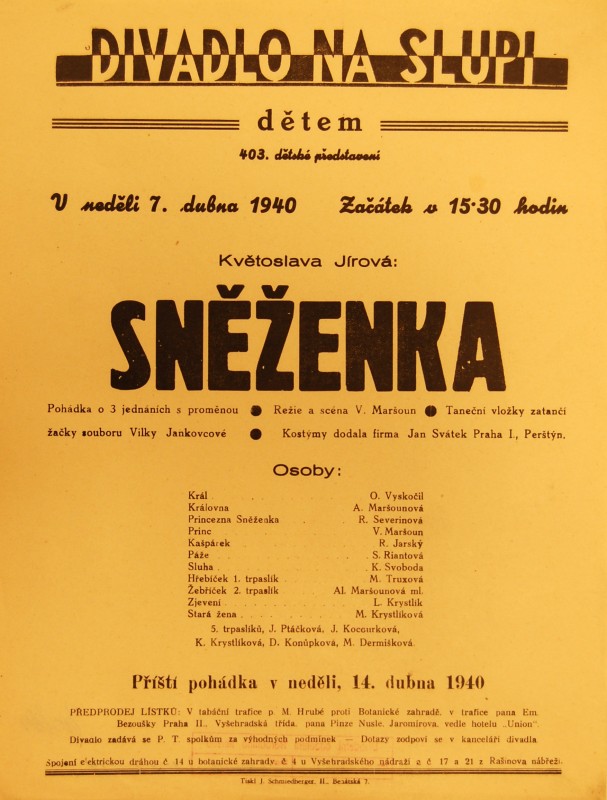 DIVADLO NA SLUPI
dětem
403. dětské představení
V neděli 7. dubna 1940 Začátek v 15·30 hodin
Květoslava Jírová:
SNĚŽENKA
Pohádka o 3 jednáních s proměnou ● Režie a scéna V. Maršoun ● Taneční vložky zatančí
žačky souboru Vilky Jankovcové ● Kostýmy dodala firma Jan Svátek Praha I., Perštýn.
Osoby:
Král . . . . . O. Vyskočil
Královna . . . . . A. Maršounová
Princezna Sněženka . . . . . R. Severinová
Princ . . . . . V. Maršoun
Kašpárek . . . . . R. Jarský
Páže . . . . . S. Riantová
Sluha . . . . . K. Svoboda
Hřebíček 1. trpaslík . . . . . M. Truxová
Žebříček 2. trpaslík . . . . . Al. Maršounová ml.
Zjevení . . . . . L. Krystlík
Stará žena . . . . . M. Krystlíková
5. trpaslíků, J. Ptáčková, J. Kocourková,
K. Krystlíková, D. Konůpková, M. Dermišková.
Příští pohádka v neděli, 14. dubna 1940
PŘEDPRODEJ LÍSTKŮ: V tabáční trafice p. M. Hrubé proti Botanické zahradě, v trafice pana Em.
Bezoušky Praha II., Vyšehradská třída, pana Pinze Nusle, Jaromírova, vedle hotelu „Union".
Divadlo zadává se P. T. spolkům za výhodných podmínek — Dotazy zodpoví se v kanceláři divadla.
Spojení elektrickou dráhou č. 14 u botanické zahrady, č. 4 u Vyšehradského nádraží a č. 17 a 21 z Rašínova nábřeží.
Tiskl J. Schmiedberger, II., Benátská 7.